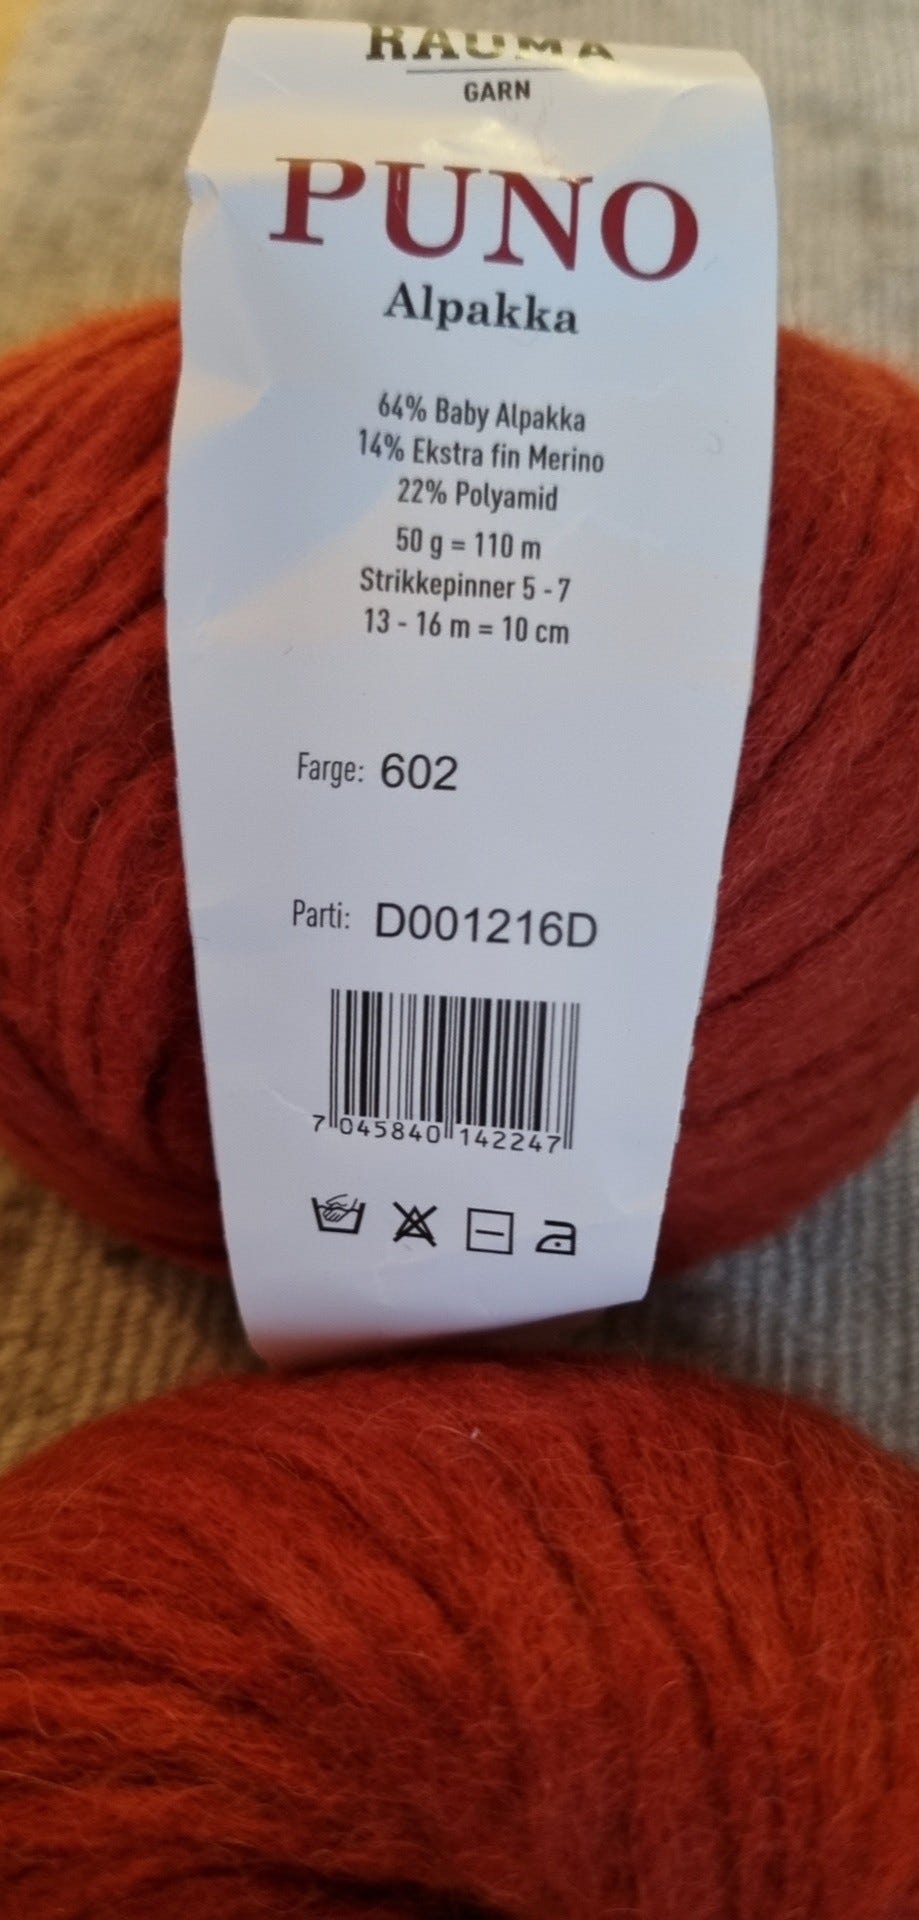 RAUMA
GARN
PUNO
Alpakka
64% Baby Alpakka
14% Ekstra fin Merino
22% Polyamid
50 g = 110 m
Strikkepinner 5 - 7
13 - 16 m = 10 cm
Farge: 602
Parti: D001216D
7 045840 142247